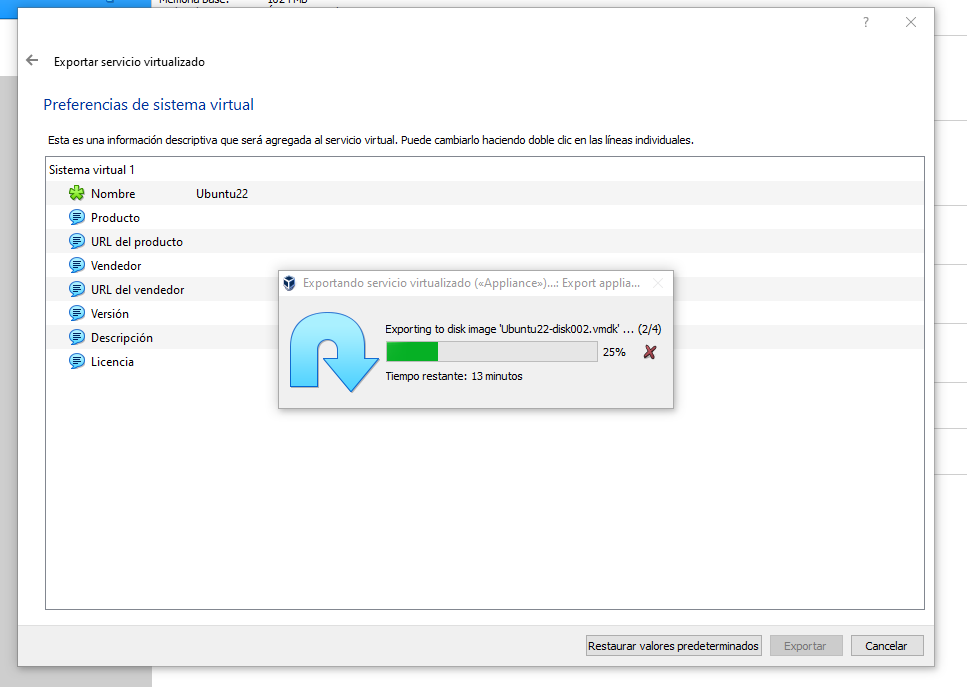 Memoria base: 1024 MB
?
Exportar servicio virtualizado
Preferencias de sistema virtual
Esta es una información descriptiva que será agregada al servicio virtual. Puede cambiarlo haciendo doble clic en las líneas individuales.
Sistema virtual 1
Nombre Ubuntu22
Producto
URL del producto
Vendedor
URL del vendedor
Versión
Descripción
Licencia
Exportando servicio virtualizado («Appliance»)...: Export applia...
Exporting to disk image 'Ubuntu22-disk002.vmdk' ... (2/4)
25%
Tiempo restante: 13 minutos
Restaurar valores predeterminados Exportar Cancelar